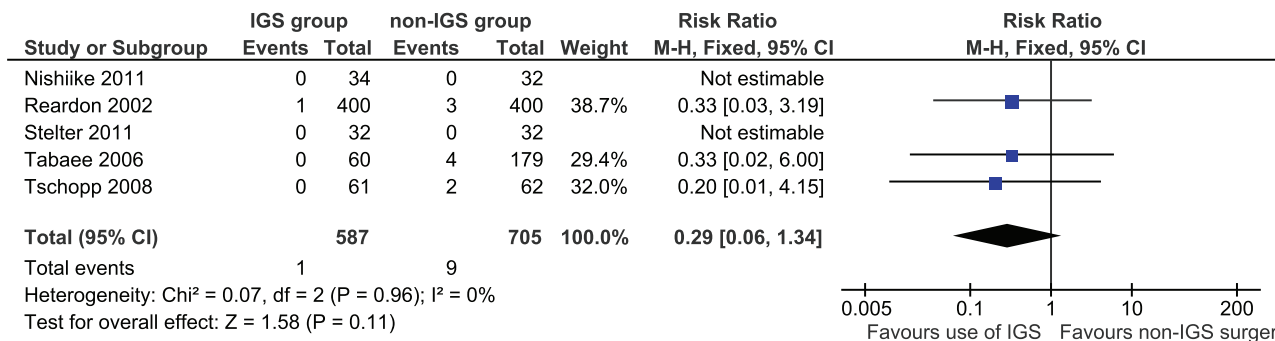 IGS group non-IGS group Risk Ratio Risk Ratio
Study or Subgroup Events Total Events Total Weight M-H, Fixed, 95% CI M-H, Fixed, 95% CI
Nishiike 2011 0 34 0 32 Not estimable
Reardon 2002 1 400 3 400 38.7% 0.33 [0.03, 3.19]
Stelter 2011 0 32 0 32 Not estimable
Tabaee 2006 0 60 4 179 29.4% 0.33 [0.02, 6.00]
Tschopp 2008 0 61 2 62 32.0% 0.20 [0.01, 4.15]
Total (95% CI) 587 705 100.0% 0.29 [0.06, 1.34]
Total events 1 9
Heterogeneity: Chi² = 0.07, df = 2 (P = 0.96); I² = 0%
Test for overall effect: Z = 1.58 (P = 0.11)
0.005 0.1 1 10 200
Favours use of IGS Favours non-IGS surger